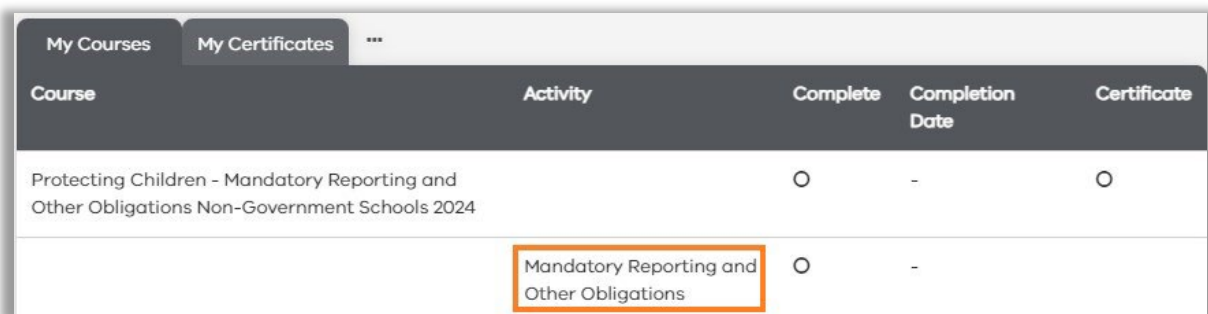 My Courses My Certificates ...
Course Activity Complete Completion Date Certificate
Protecting Children - Mandatory Reporting and
Other Obligations Non-Government Schools 2024
-
Mandatory Reporting and
Other Obligations
-